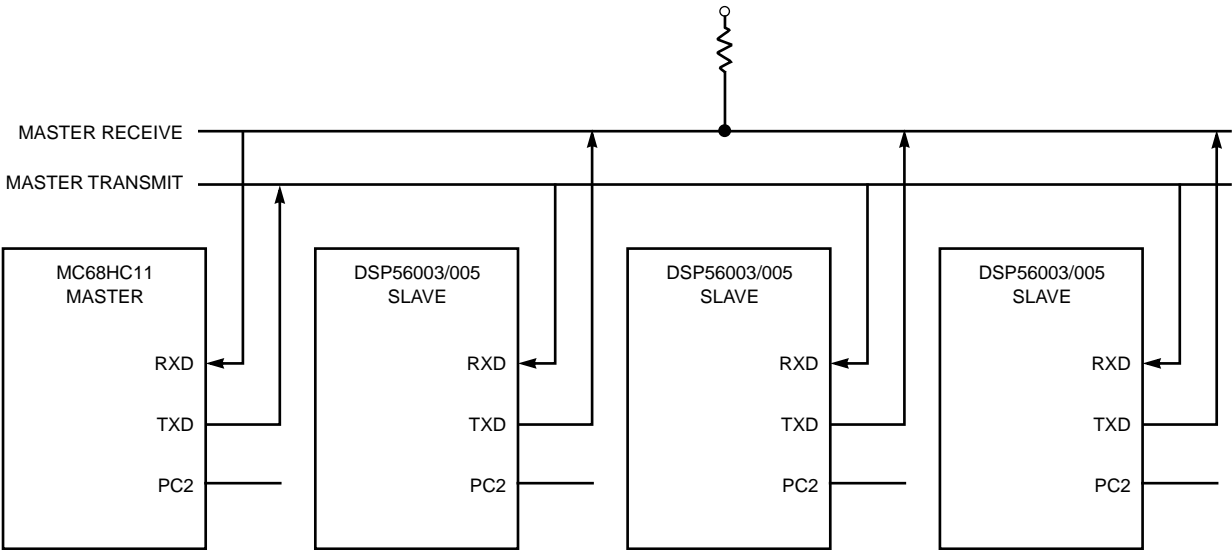 MASTER RECEIVE
MASTER TRANSMIT
MC68HC11
MASTER
RXD
TXD
PC2
DSP56003/005
SLAVE
RXD
TXD
PC2
DSP56003/005
SLAVE
RXD
TXD
PC2
DSP56003/005
SLAVE
RXD
TXD
PC2